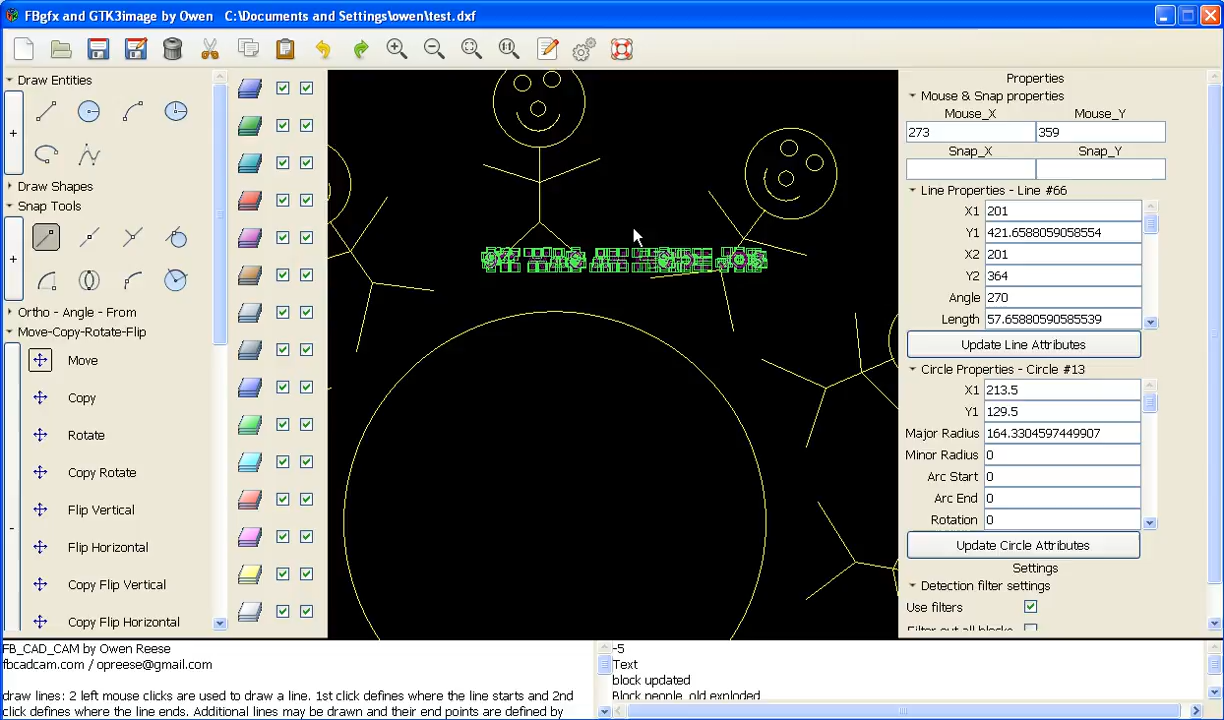 FBgfx and GTK3image by Owen C:\Documents and Settings\owen\test.dxf
Draw Entities
+
Draw Shapes
Snap Tools
+
Ortho - Angle - From
Move-Copy-Rotate-Flip
Move
Copy
Rotate
Copy Rotate
Flip Vertical
-
Flip Horizontal
Copy Flip Vertical
Copy Flip Horizontal
Properties
Mouse & Snap properties
Mouse_X Mouse_Y
273 359
Snap_X Snap_Y
Line Properties - Line #66
X1 201
Y1 421.6588059058554
X2 201
Y2 364
Angle 270
Length 57.65880590585539
Update Line Attributes
Circle Properties - Circle #13
X1 213.5
Y1 129.5
Major Radius 164.3304597449907
Minor Radius 0
Arc Start 0
Arc End 0
Rotation 0
Update Circle Attributes
Settings
Detection filter settings
Use filters
Filter out all blocks
FB_CAD_CAM by Owen Reese
fbcadcam.com / opreese@gmail.com
draw lines: 2 left mouse clicks are used to draw a line. 1st click defines where the line starts and 2nd
click defines where the line ends. Additional lines may be drawn and their end points are defined by
-5
Text
block updated
Block people_old exploded